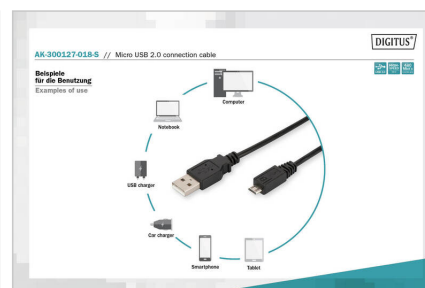 DIGITUS®
AK-300127-018-S // Micro USB 2.0 connection cable
Beispiele
für die Benutzung
Examples of use
Computer
Notebook
USB charger
Car charger
Smartphone
Tablet